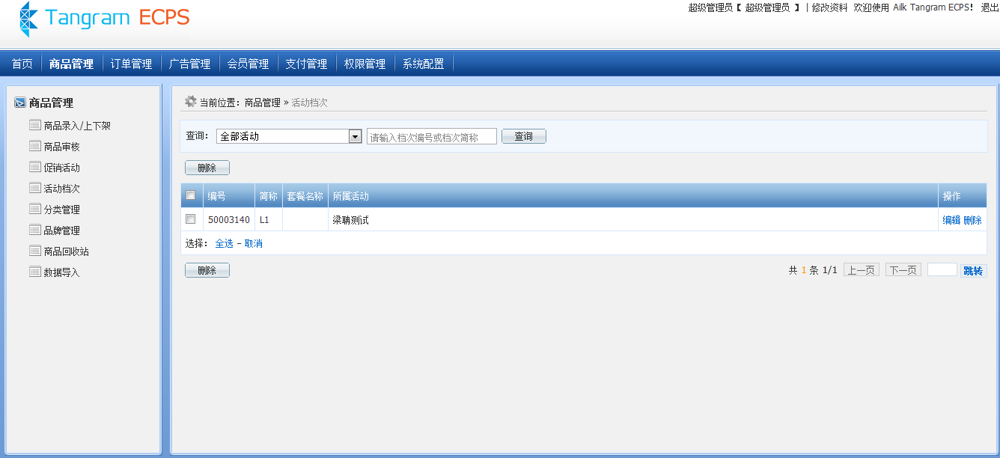 Tangram ECPS
超级管理员【 超级管理员 】 | 修改资料 欢迎使用 Ailk Tangram ECPS! 退出
首页 商品管理 订单管理 广告管理 会员管理 支付管理 权限管理 系统配置
商品管理
商品录入/上下架
商品审核
促销活动
活动档次
分类管理
品牌管理
商品回收站
数据导入
当前位置: 商品管理 » 活动档次
查询: 全部活动 请输入档次编号或档次简称 查询
删除
编号 简称 套餐名称 所属活动 操作
50003140 L1 梁聃测试 编辑 删除
选择: 全选 - 取消
删除 共 1 条 1/1 上一页 下一页 跳转